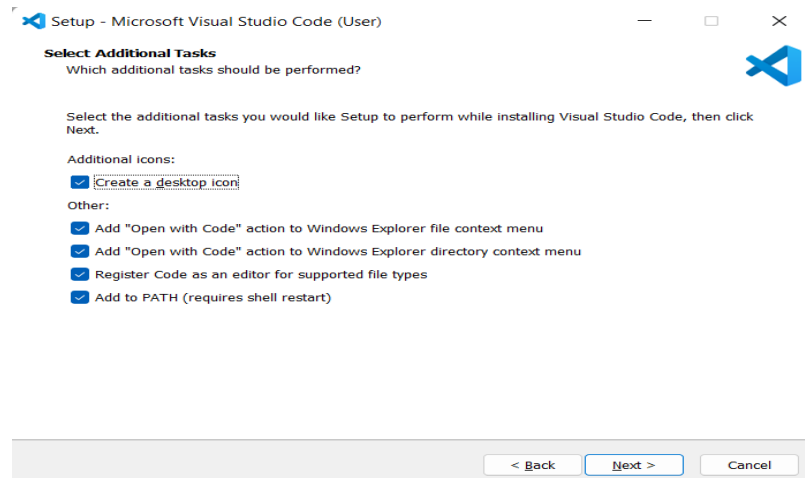 Setup - Microsoft Visual Studio Code (User)
Select Additional Tasks
Which additional tasks should be performed?
Select the additional tasks you would like Setup to perform while installing Visual Studio Code, then click
Next.
Additional icons:
Create a desktop icon
Other:
Add "Open with Code" action to Windows Explorer file context menu
Add "Open with Code" action to Windows Explorer directory context menu
Register Code as an editor for supported file types
Add to PATH (requires shell restart)
< Back Next > Cancel